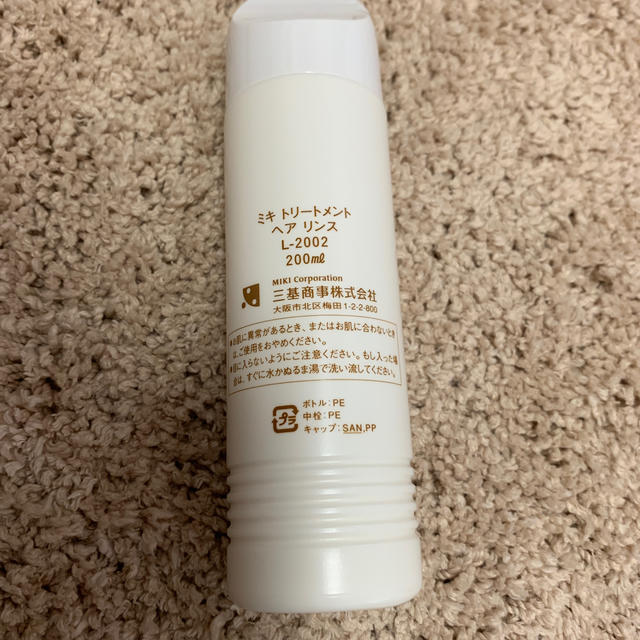 ミキ トリートメント
ヘア リンス
L-2002
200ml
MIKI Corporation
三基商事株式会社
大阪市北区梅田1-2-2-800
お肌に異常があるとき、またはお肌に合わないと
ご使用をおやめください。
に入らないようにご注意ください。もし入った
は、すぐに水かぬるま湯で洗い流してください。
プラ
ボトル:PE
中栓:PE
キャップ:SAN,PP